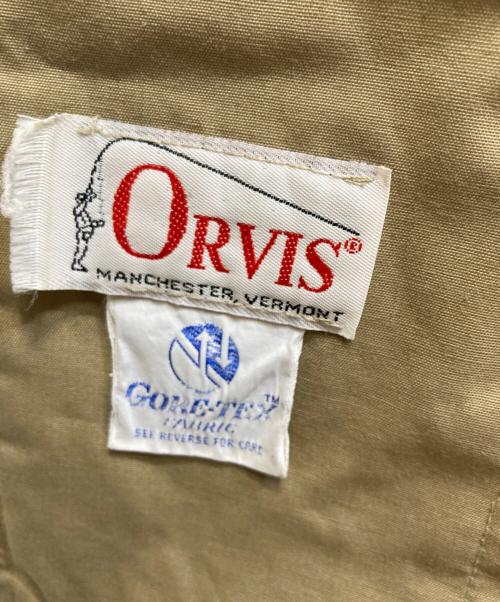 ORVIS®
MANCHESTER, VERMONT
GORE-TEX™
FABRIC
SEE REVERSE FOR CARE